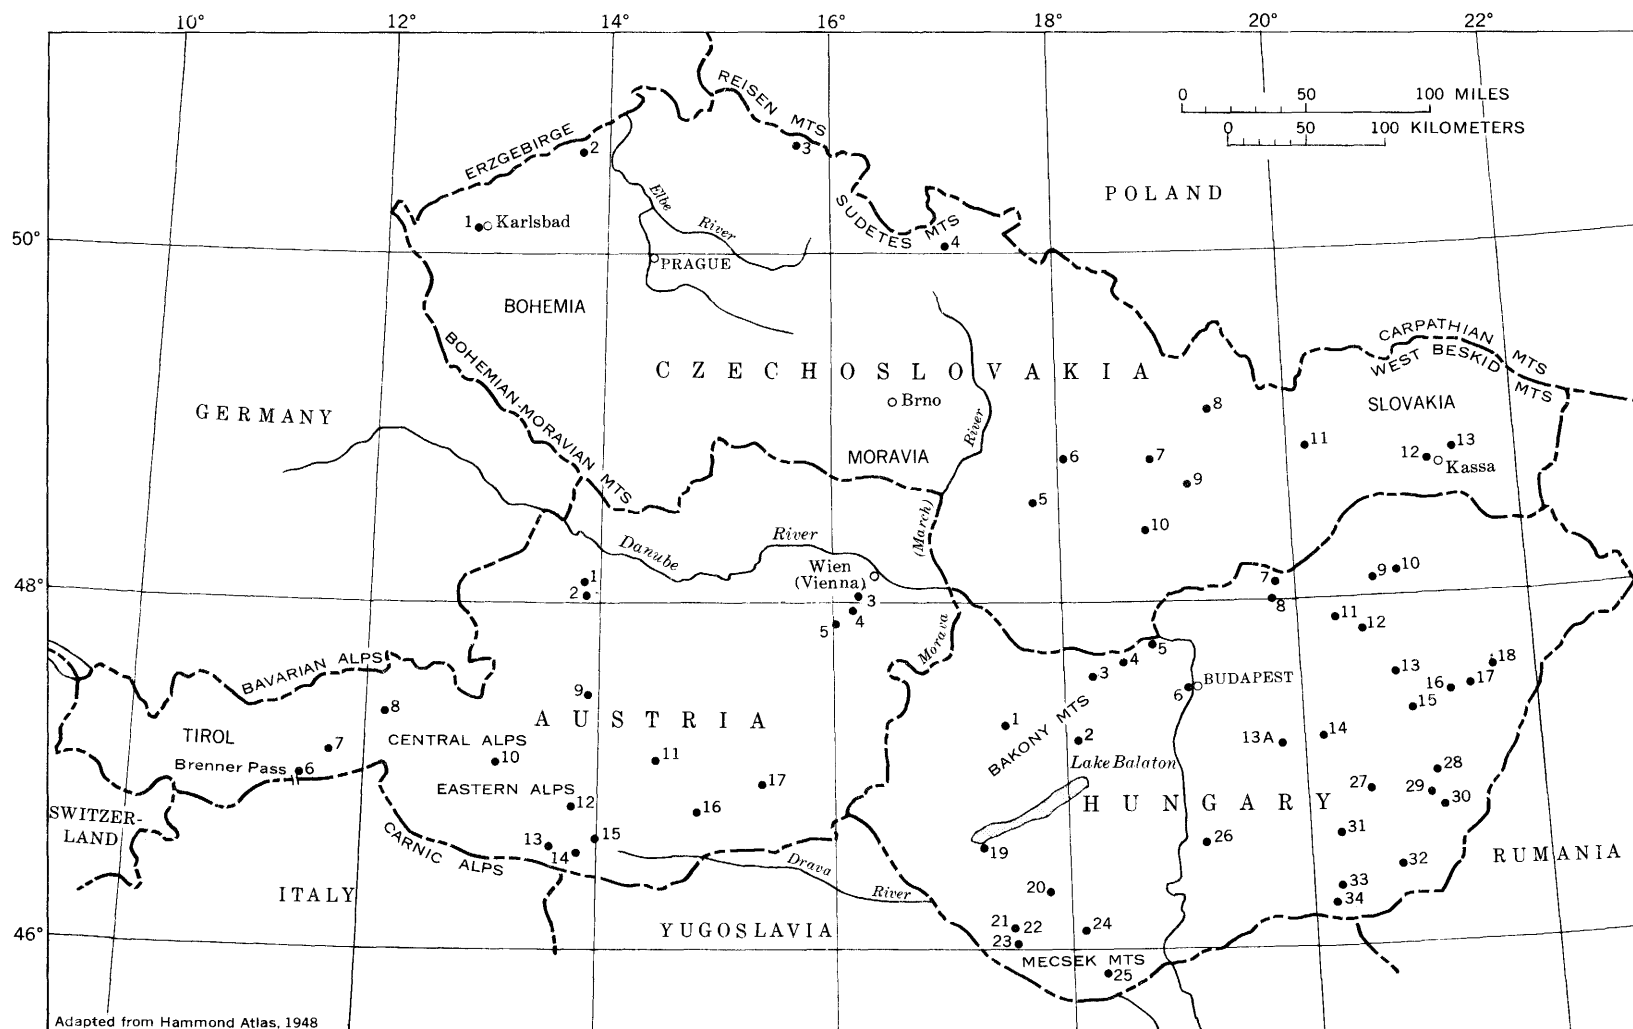 10° 12° 14° 16° 18° 20° 22°
REISEN MTS
0 50 100 MILES
0 50 100 KILOMETERS
ERZGEBIRGE
2
3
POLAND
Elbe
River
SUDETES MTS
4
1 Karlsbad
50°
PRAGUE
BOHEMIA
BOHEMIAN-MORAVIAN MTS
CZECHOSLOVAKIA
CARPATHIAN MTS
WEST BESKID MTS
GERMANY
Brno
River
8
SLOVAKIA
11
12
13
Kassa
MORAVIA
6
7
9
5
10
(March)
Danube
River
Wien
(Vienna)
1
2
3
4
5
48°
7
8
9
10
11
12
Morava
BAVARIAN ALPS
3
4
5
6
BUDAPEST
13
18
16
17
15
8
9
AUSTRIA
1
BAKONY MTS
2
13A
14
TIROL
7
CENTRAL ALPS
10
11
Lake Balaton
Brenner Pass
6
EASTERN ALPS
17
28
27
29
30
12
16
HUNGARY
SWITZER-
LAND
CARNIC ALPS
13
14
15
31
26
19
32
RUMANIA
Drava
River
ITALY
20
33
34
YUGOSLAVIA
21
22
23
24
46°
MECSEK MTS
25
Adapted from Hammond Atlas, 1948